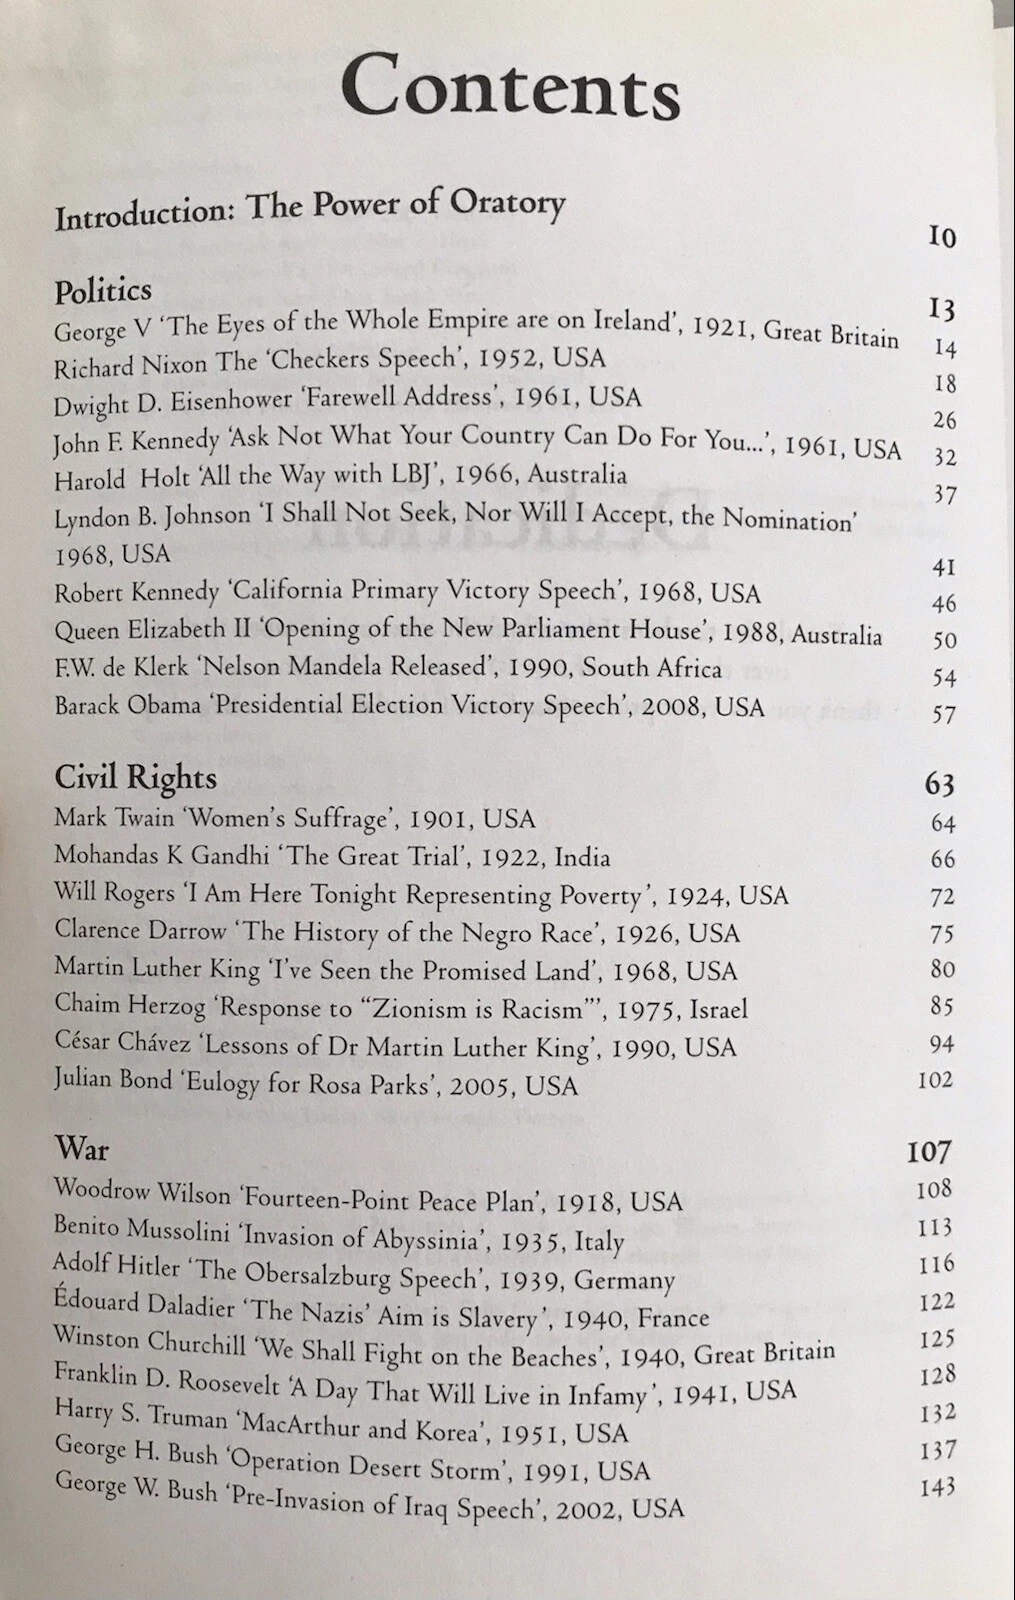 Contents
Introduction: The Power of Oratory 10
Politics 13
George V ‘The Eyes of the Whole Empire are on Ireland’, 1921, Great Britain 14
Richard Nixon The ‘Checkers Speech’, 1952, USA 18
Dwight D. Eisenhower ‘Farewell Address’, 1961, USA 26
John F. Kennedy ‘Ask Not What Your Country Can Do For You...’, 1961, USA 32
Harold Holt ‘All the Way with LBJ’, 1966, Australia 37
Lyndon B. Johnson ‘I Shall Not Seek, Nor Will I Accept, the Nomination’
1968, USA 41
Robert Kennedy ‘California Primary Victory Speech’, 1968, USA 46
Queen Elizabeth II ‘Opening of the New Parliament House’, 1988, Australia 50
F.W. de Klerk ‘Nelson Mandela Released’, 1990, South Africa 54
Barack Obama ‘Presidential Election Victory Speech’, 2008, USA 57
Civil Rights 63
Mark Twain ‘Women’s Suffrage’, 1901, USA 64
Mohandas K Gandhi ‘The Great Trial’, 1922, India 66
Will Rogers ‘I Am Here Tonight Representing Poverty’, 1924, USA 72
Clarence Darrow ‘The History of the Negro Race’, 1926, USA 75
Martin Luther King ‘I’ve Seen the Promised Land’, 1968, USA 80
Chaim Herzog ‘Response to “Zionism is Racism”’, 1975, Israel 85
César Chávez ‘Lessons of Dr Martin Luther King’, 1990, USA 94
Julian Bond ‘Eulogy for Rosa Parks’, 2005, USA 102
War 107
Woodrow Wilson ‘Fourteen-Point Peace Plan’, 1918, USA 108
Benito Mussolini ‘Invasion of Abyssinia’, 1935, Italy 113
Adolf Hitler ‘The Obersalzburg Speech’, 1939, Germany 116
Édouard Daladier ‘The Nazis’ Aim is Slavery’, 1940, France 122
Winston Churchill ‘We Shall Fight on the Beaches’, 1940, Great Britain 125
Franklin D. Roosevelt ‘A Day That Will Live in Infamy’, 1941, USA 128
Harry S. Truman ‘MacArthur and Korea’, 1951, USA 132
George H. Bush ‘Operation Desert Storm’, 1991, USA 137
George W. Bush ‘Pre-Invasion of Iraq Speech’, 2002, USA 143